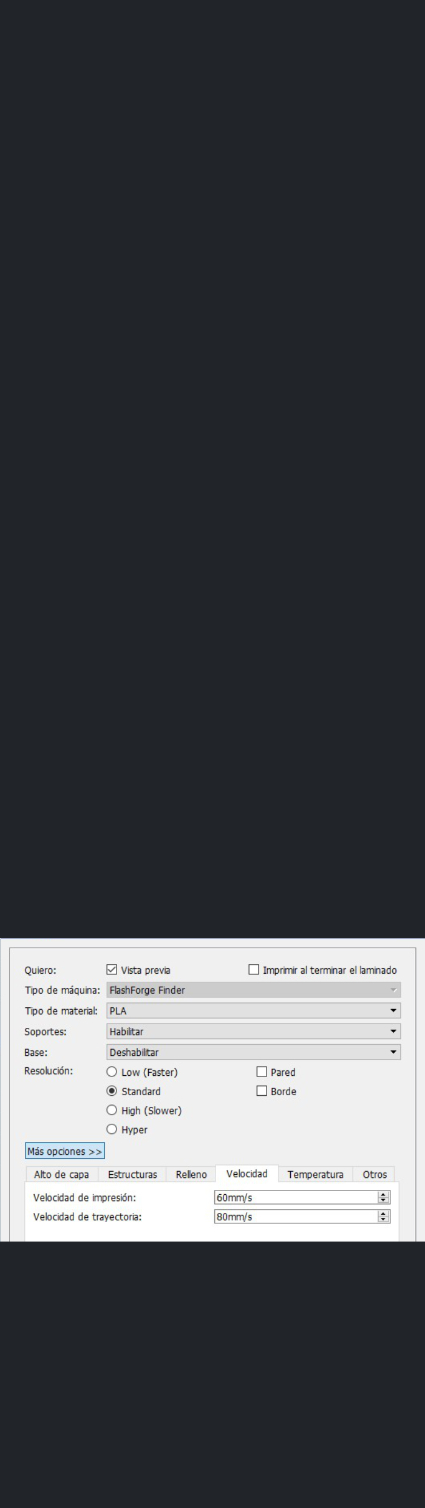 Quiero: Vista previa Imprimir al terminar el laminado
Tipo de máquina: FlashForge Finder
Tipo de material: PLA
Soportes: Habilitar
Base: Deshabilitar
Resolución: Low (Faster) Pared
Standard Borde
High (Slower)
Hyper
Más opciones >>
Alto de capa Estructuras Relleno Velocidad Temperatura Otros
Velocidad de impresión: 60mm/s
Velocidad de trayectoria: 80mm/s